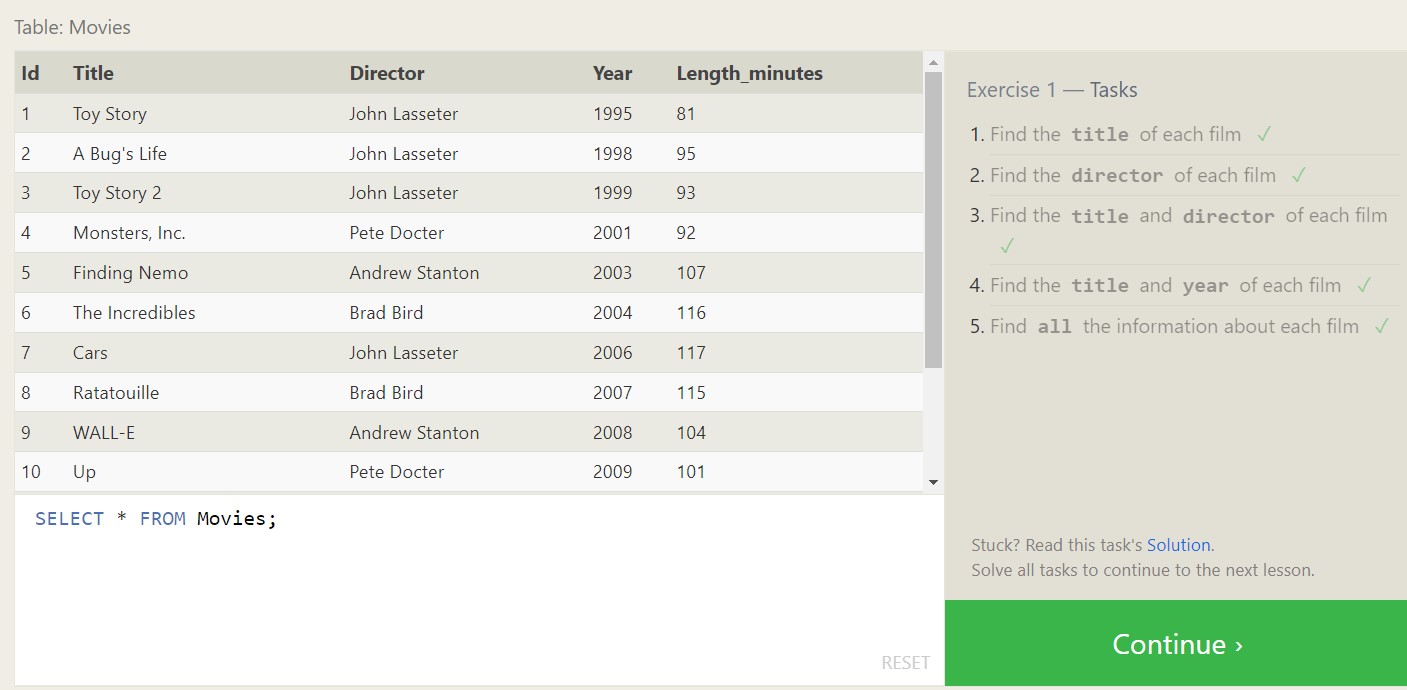 Table: Movies
Id Title Director Year Length_minutes
1 Toy Story John Lasseter 1995 81
2 A Bug's Life John Lasseter 1998 95
3 Toy Story 2 John Lasseter 1999 93
4 Monsters, Inc. Pete Docter 2001 92
5 Finding Nemo Andrew Stanton 2003 107
6 The Incredibles Brad Bird 2004 116
7 Cars John Lasseter 2006 117
8 Ratatouille Brad Bird 2007 115
9 WALL-E Andrew Stanton 2008 104
10 Up Pete Docter 2009 101
SELECT * FROM Movies;
RESET
Exercise 1 — Tasks
1. Find the title of each film ✓
2. Find the director of each film ✓
3. Find the title and director of each film
✓
4. Find the title and year of each film ✓
5. Find all the information about each film ✓
Stuck? Read this task's Solution.
Solve all tasks to continue to the next lesson.
Continue ›